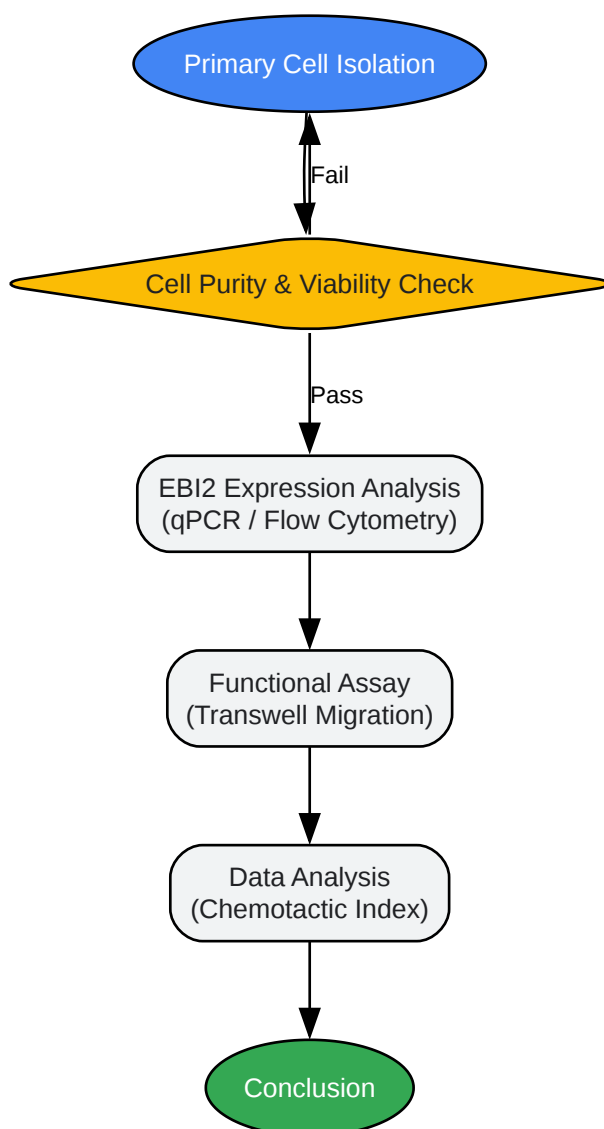 Primary Cell Isolation
Fail
Cell Purity & Viability Check
Pass
EBI2 Expression Analysis
(qPCR / Flow Cytometry)
Functional Assay
(Transwell Migration)
Data Analysis
(Chemotactic Index)
Conclusion